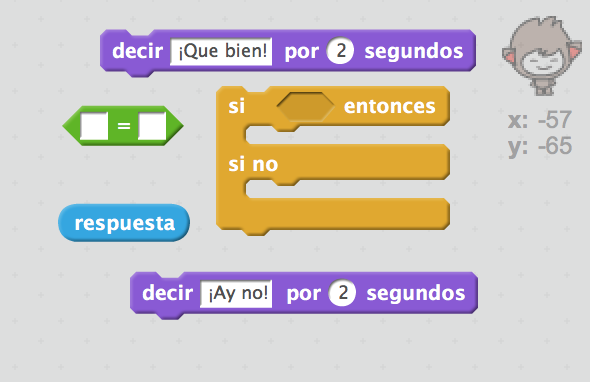 decir ¡Que bien! por 2 segundos
si entonces
=
si no
respuesta
decir ¡Ay no! por 2 segundos
x: -57
y: -65